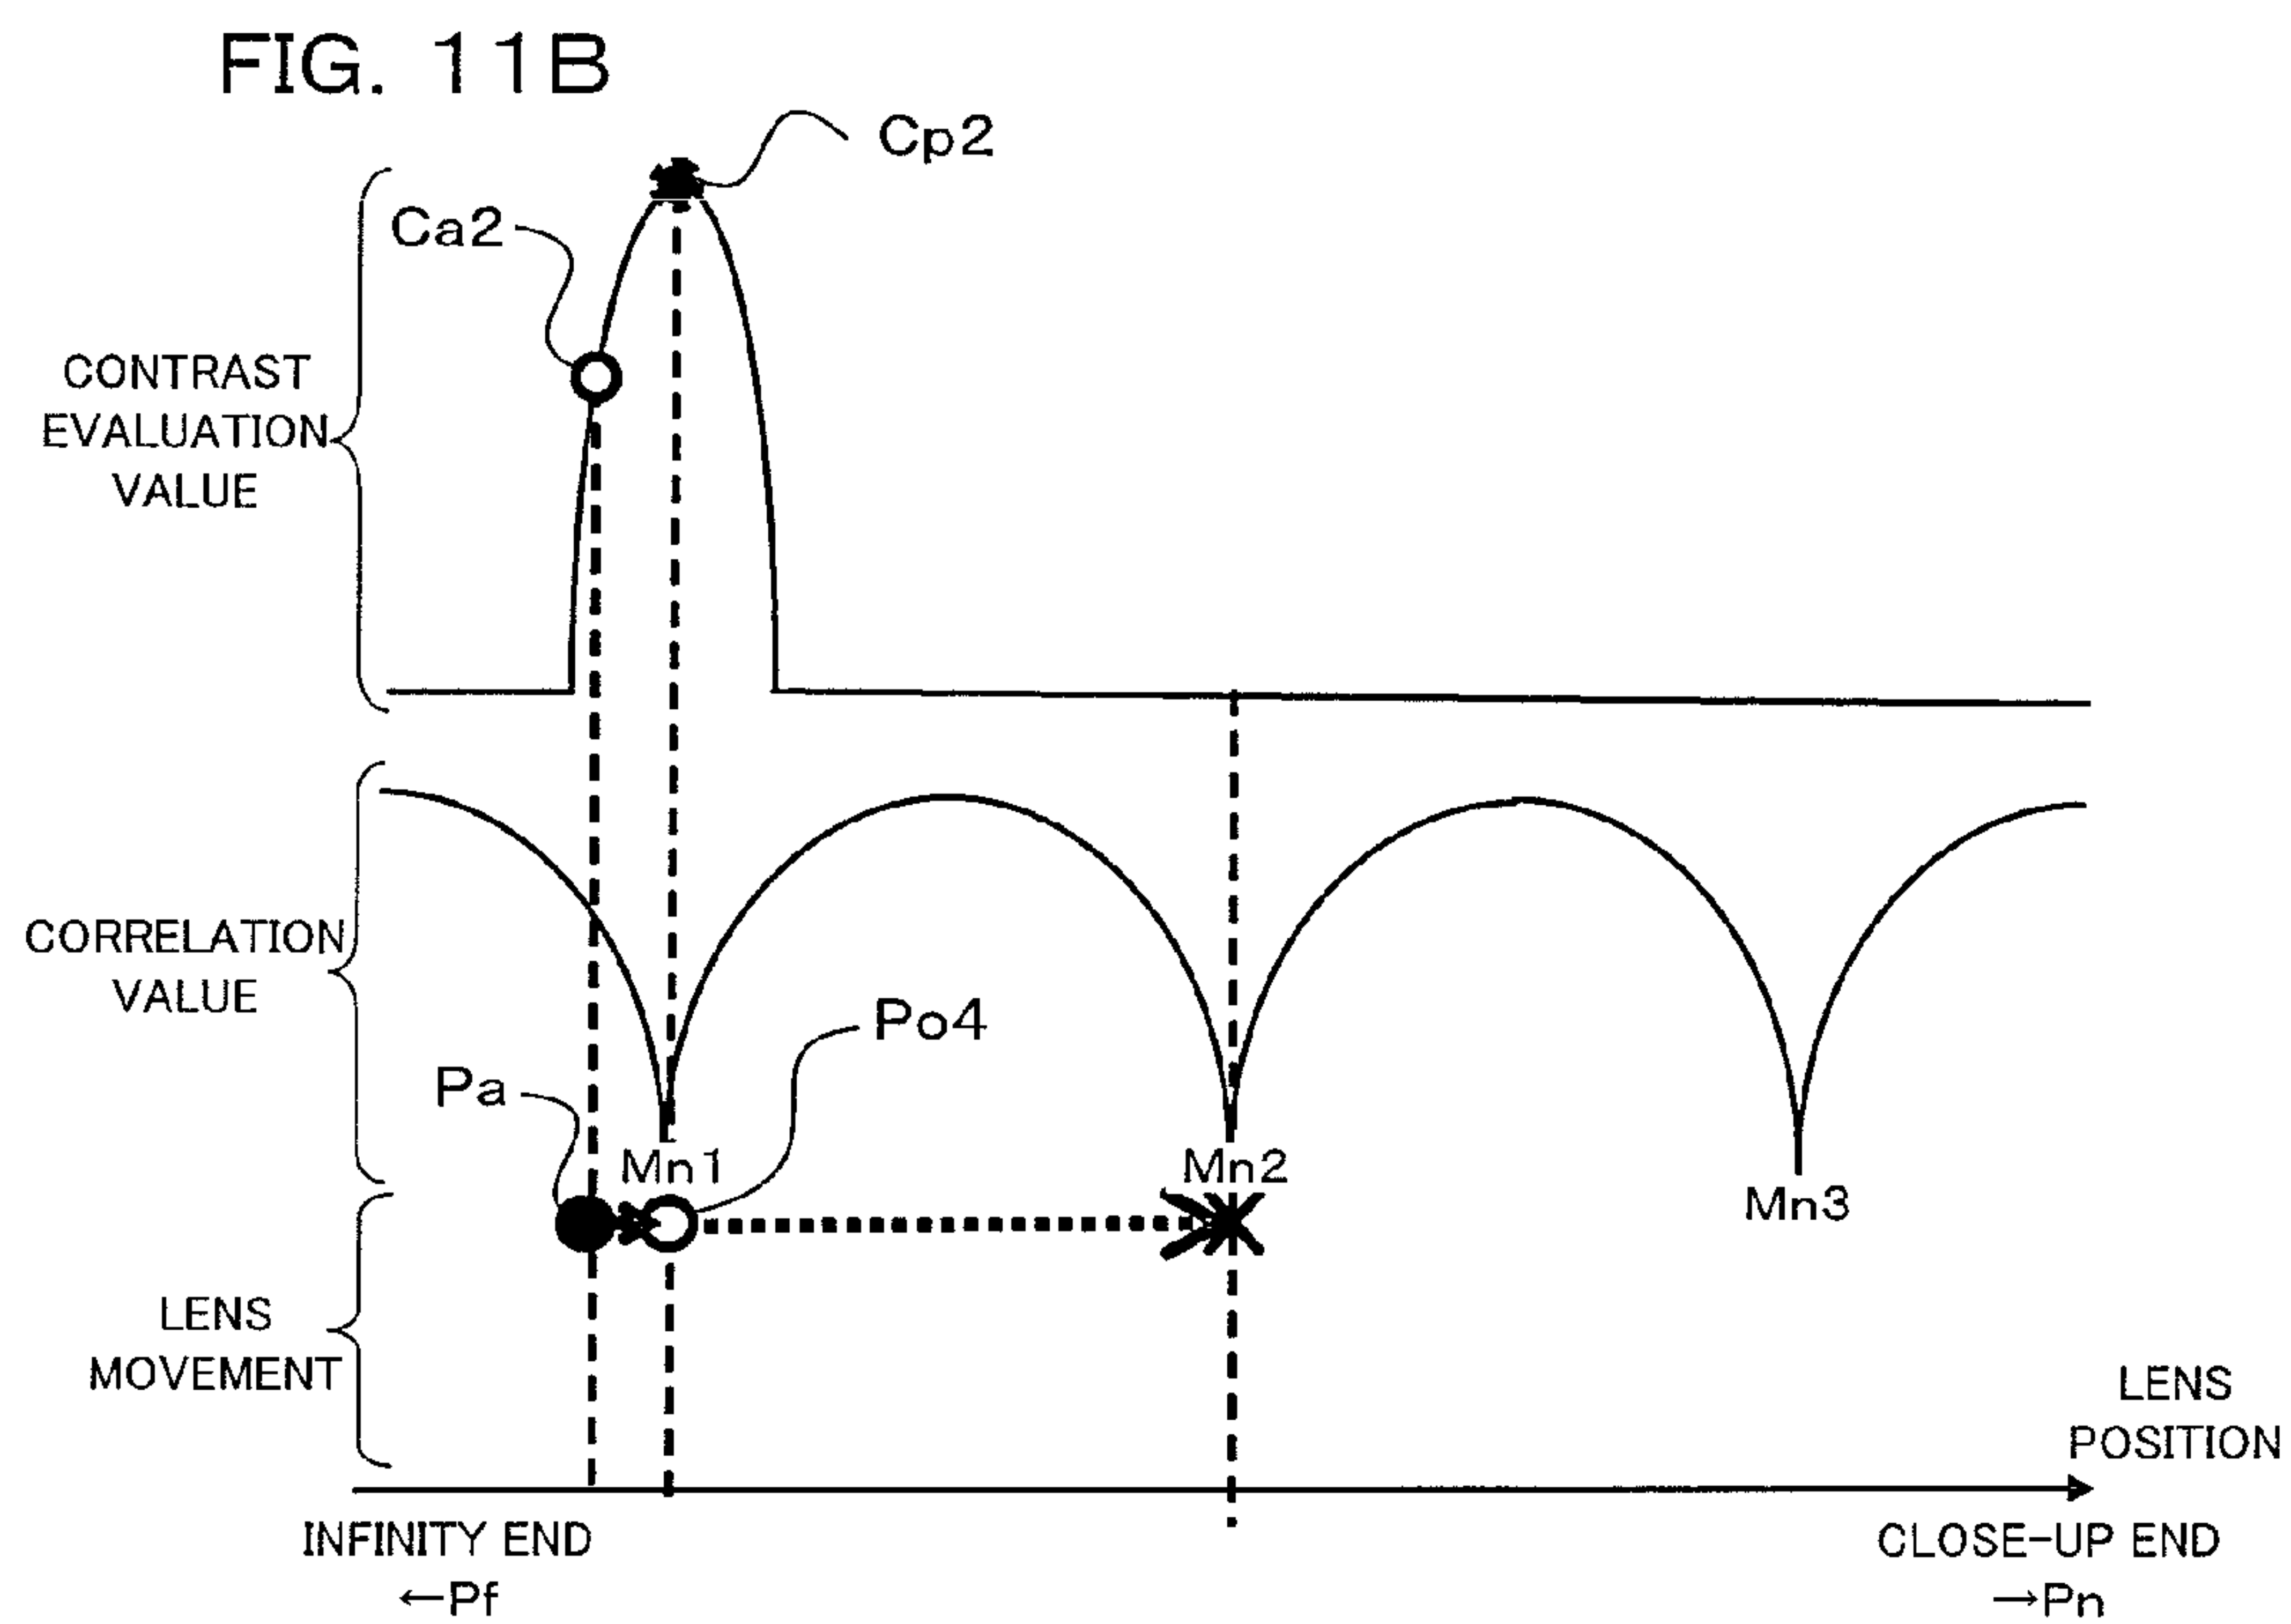 FIG. 11B
Cp2
Ca2
CONTRAST
EVALUATION
VALUE
CORRELATION
VALUE
Po4
Pa
Mn1
Mn2
Mn3
LENS
MOVEMENT
LENS
POSITION
INFINITY END
←Pf
CLOSE-UP END
→Pn